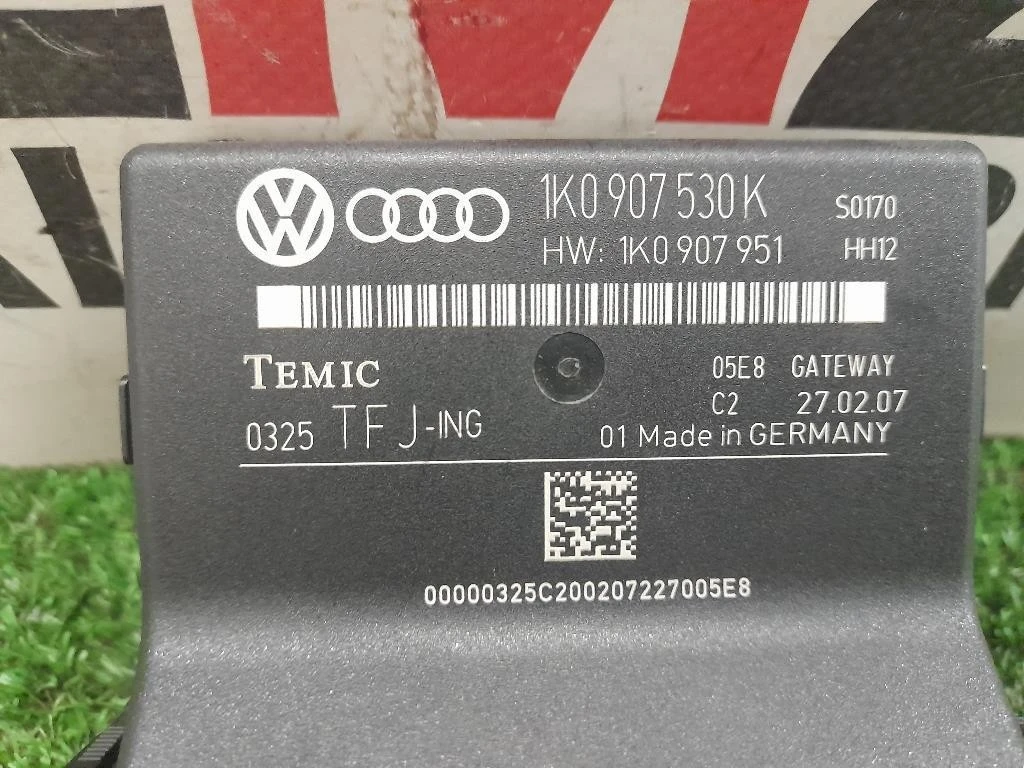 1K0 907 530 K
S0170
HW: 1K0 907 951
HH12
TEMIC
05E8 GATEWAY
C2 27.02.07
0325 TFJ-ING
01 Made in GERMANY
00000325C200207227005E8